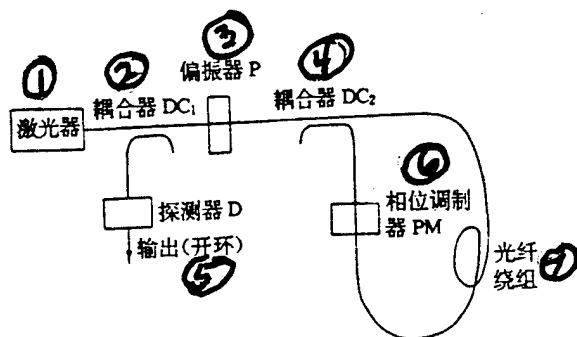 ①
激光器
②
耦合器 DC₁
③
偏振器 P
④
耦合器 DC₂
探测器 D
输出(开环)
⑤
⑥
相位调制
器 PM
光纤
绕组
⑦